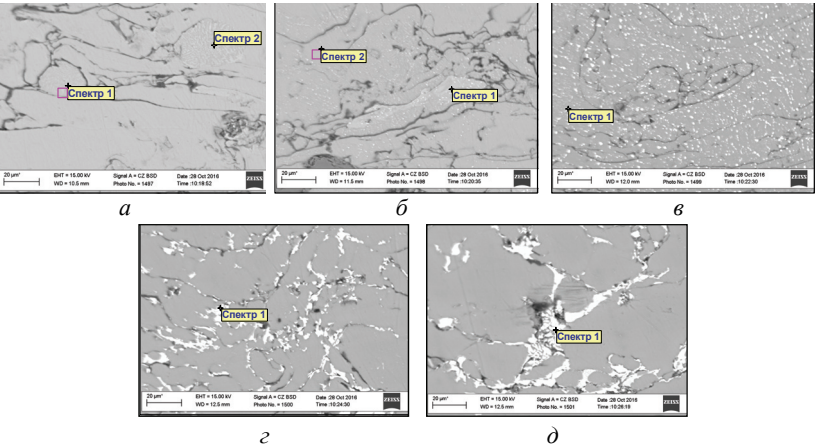 Спектр 2
Спектр 1
20 µm* EHT = 15.00 kV Signal A = CZ BSD Date :28 Oct 2016
WD = 10.5 mm Photo No. = 1497 Time :10:18:52
ZEISS
а
Спектр 2
Спектр 1
20 µm* EHT = 15.00 kV Signal A = CZ BSD Date :28 Oct 2016
WD = 11.5 mm Photo No. = 1498 Time :10:20:35
ZEISS
б
Спектр 1
20 µm* EHT = 15.00 kV Signal A = CZ BSD Date :28 Oct 2016
WD = 12.0 mm Photo No. = 1499 Time :10:22:30
ZEISS
в
Спектр 1
20 µm* EHT = 15.00 kV Signal A = CZ BSD Date :28 Oct 2016
WD = 12.5 mm Photo No. = 1500 Time :10:24:30
ZEISS
г
Спектр 1
20 µm* EHT = 15.00 kV Signal A = CZ BSD Date :28 Oct 2016
WD = 12.5 mm Photo No. = 1501
ZEISS
д